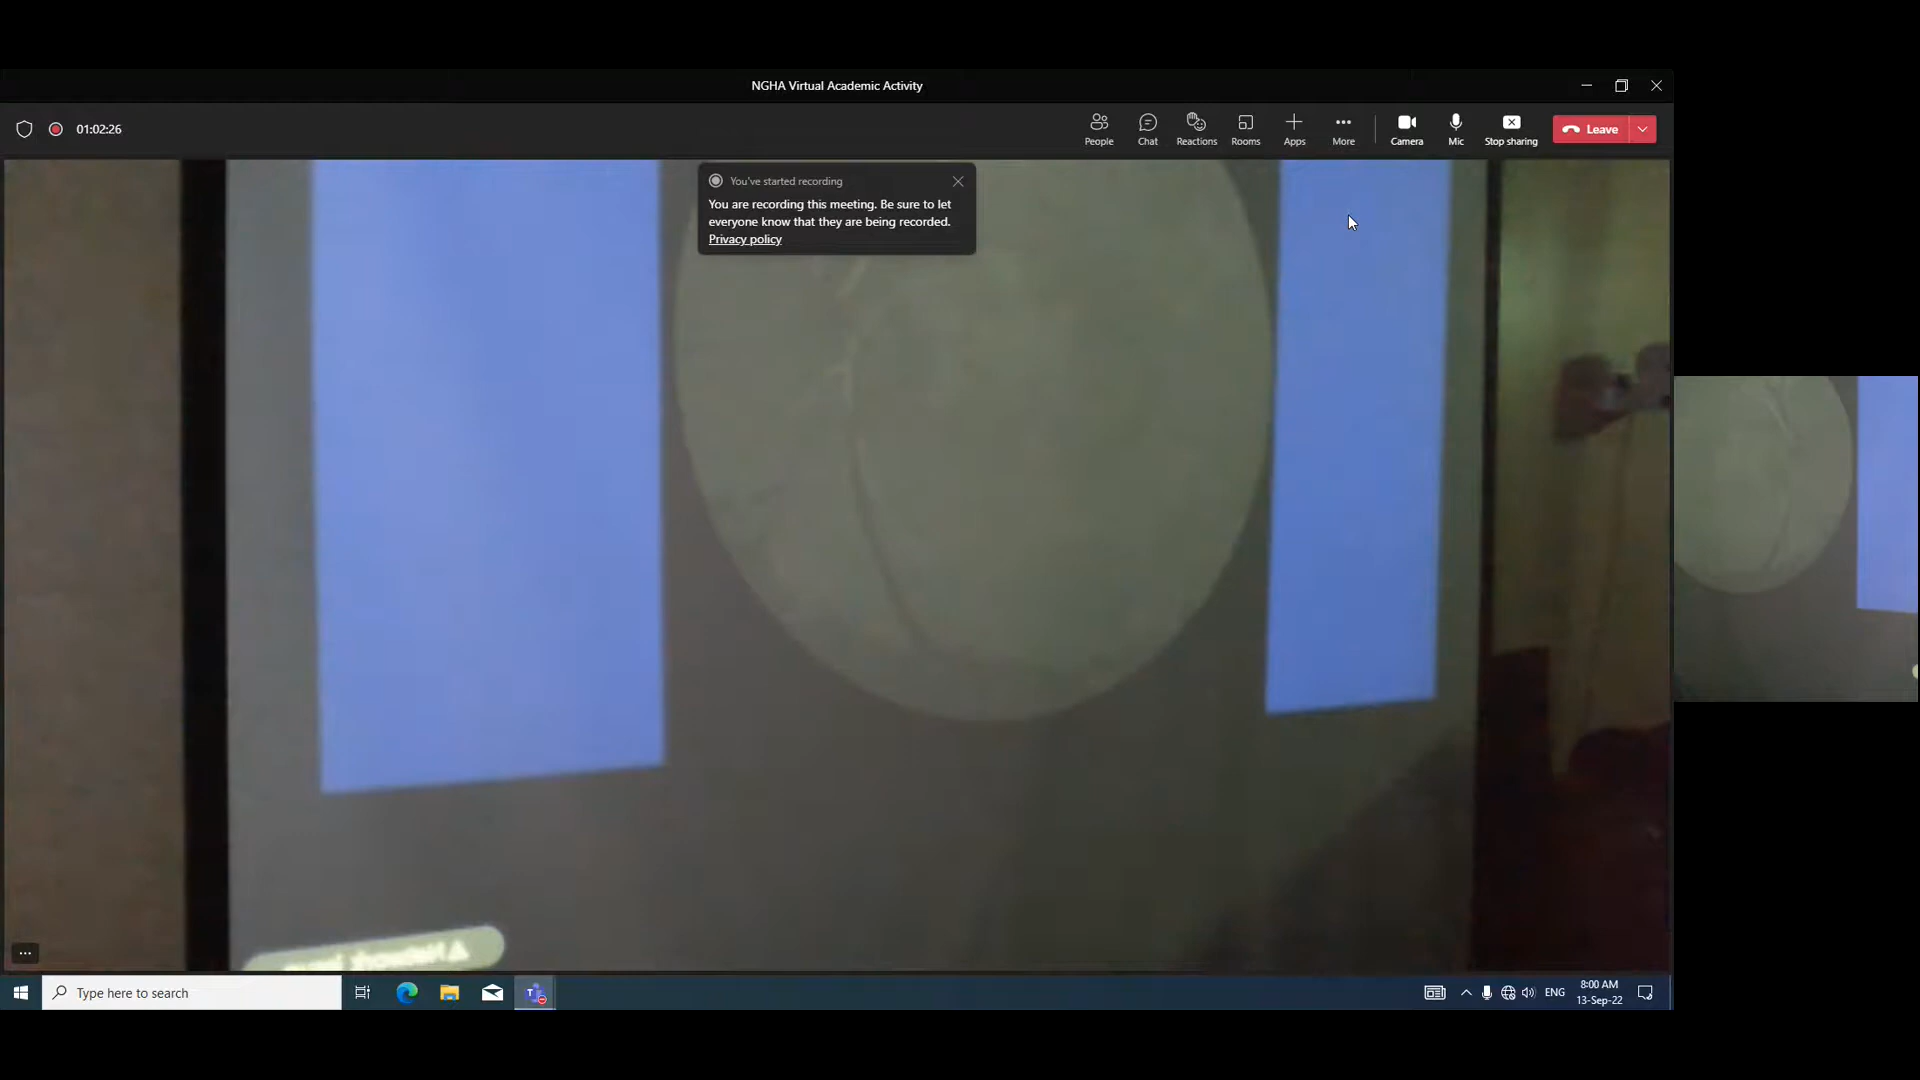 NGHA Virtual Academic Activity
01:02:26
People
Chat
Reactions
Rooms
Apps
More
Camera
Mic
Stop sharing
Leave
You've started recording
You are recording this meeting. Be sure to let
everyone know that they are being recorded.
Privacy policy
Type here to search
ENG
8:00 AM
13-Sep-22